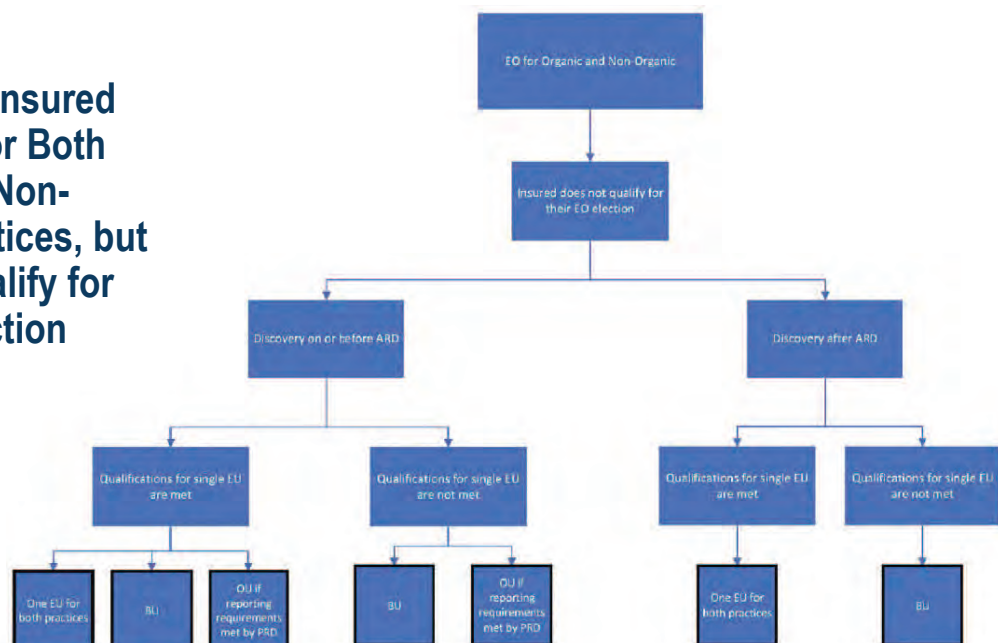 nsured
or Both
Non-
tices, but
alify for
ction
EO for Organic and Non-Organic
Insured does not qualify for
their EO election
Discovery on or before ARD
Discovery after ARD
Qualifications for single EU
are met
Qualifications for single EU
are not met
Qualifications for single EU
are met
Qualifications for single EU
are not met
One EU for
both practices
BU
OU if
reporting
requirements
met by PRD
BU
OU if
reporting
requirements
met by PRD
One EU for
both practices
BU